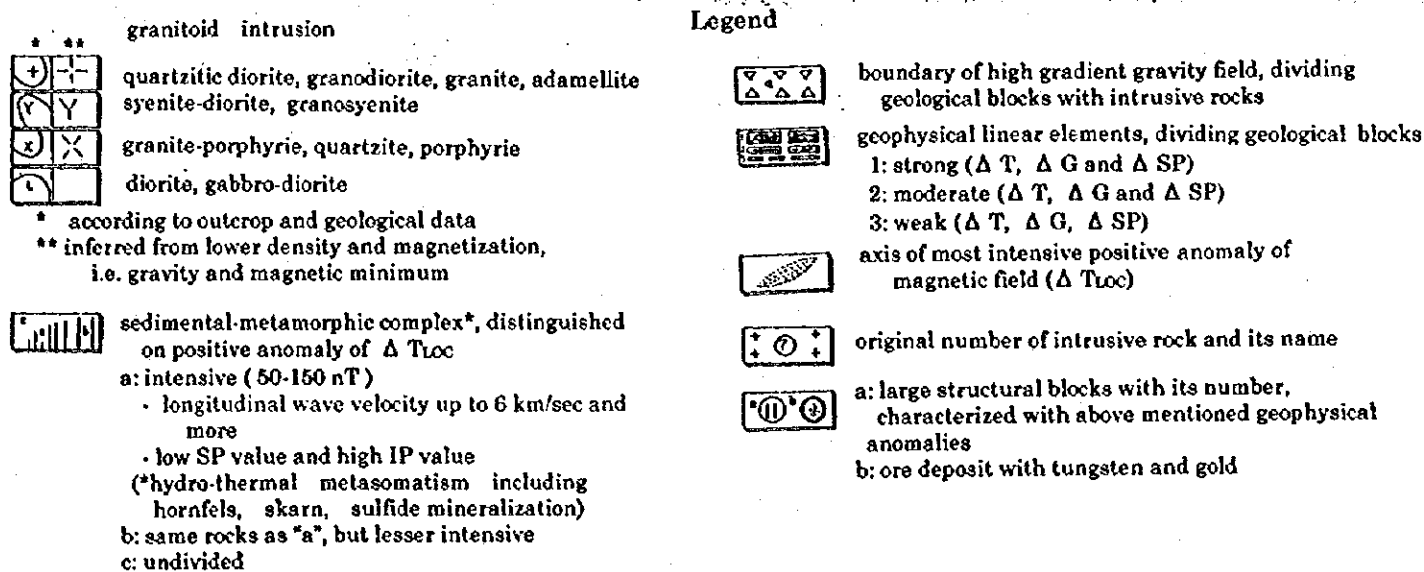 granitoid intrusion
* **
quartzitic diorite, granodiorite, granite, adamellite
syenite-diorite, granosyenite
granite-porphyrie, quartzite, porphyrie
diorite, gabbro-diorite
* according to outcrop and geological data
** inferred from lower density and magnetization,
i.e. gravity and magnetic minimum
sedimental-metamorphic complex*, distinguished
on positive anomaly of Δ TLOC
a: intensive ( 50-150 nT )
· longitudinal wave velocity up to 6 km/sec and
more
· low SP value and high IP value
(*hydro-thermal metasomatism including
hornfels, skarn, sulfide mineralization)
b: same rocks as "a", but lesser intensive
c: undivided
Legend
boundary of high gradient gravity field, dividing
geological blocks with intrusive rocks
geophysical linear elements, dividing geological blocks
1: strong (Δ T, Δ G and Δ SP)
2: moderate (Δ T, Δ G and Δ SP)
3: weak (Δ T, Δ G, Δ SP)
axis of most intensive positive anomaly of
magnetic field (Δ TLOC)
original number of intrusive rock and its name
a: large structural blocks with its number,
characterized with above mentioned geophysical
anomalies
b: ore deposit with tungsten and gold